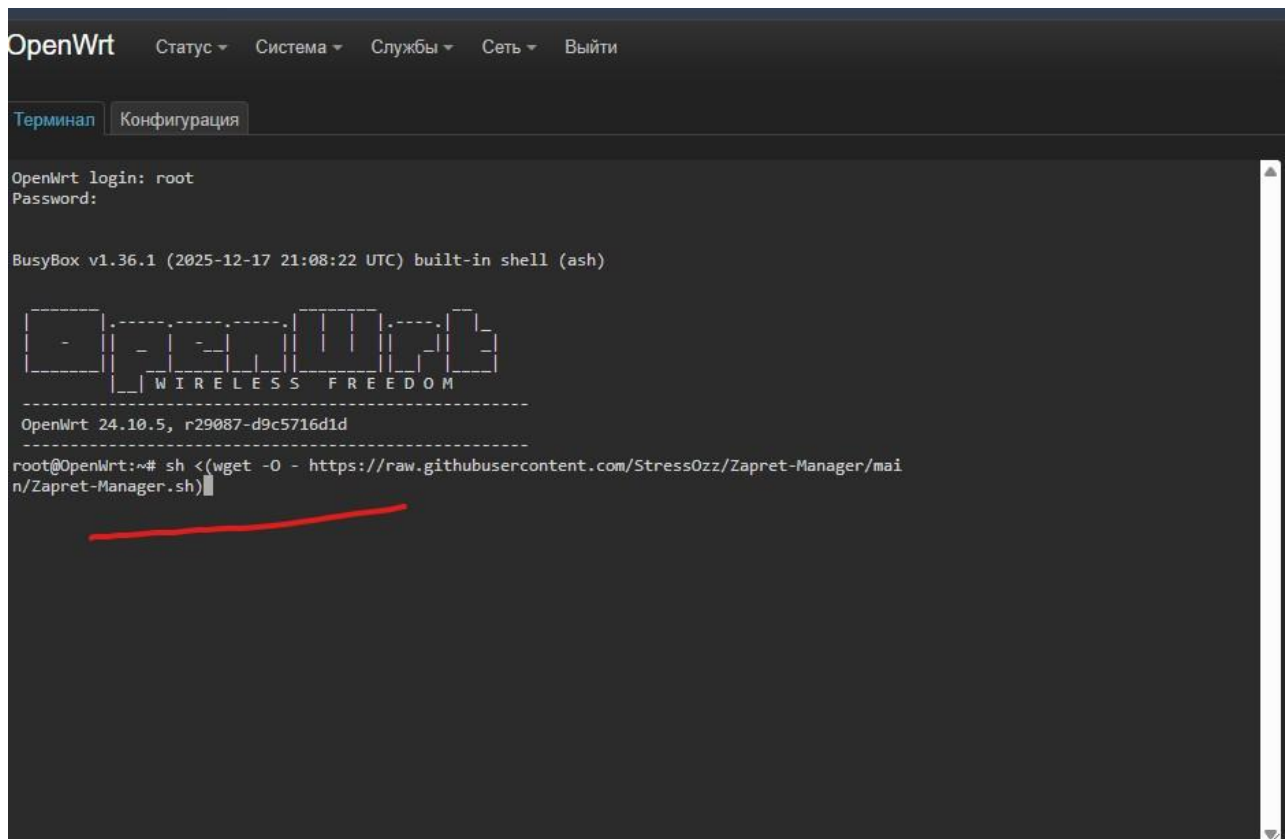 OpenWrt Статус Система Службы Сеть Выйти
Терминал Конфигурация
OpenWrt login: root
Password:
BusyBox v1.36.1 (2025-12-17 21:08:22 UTC) built-in shell (ash)
OpenWrt
W I R E L E S S F R E E D O M
-----------------------------------------------------
OpenWrt 24.10.5, r29087-d9c5716d1d
-----------------------------------------------------
root@OpenWrt:~# sh <(wget -O - https://raw.githubusercontent.com/StressOzz/Zapret-Manager/mai
n/Zapret-Manager.sh)